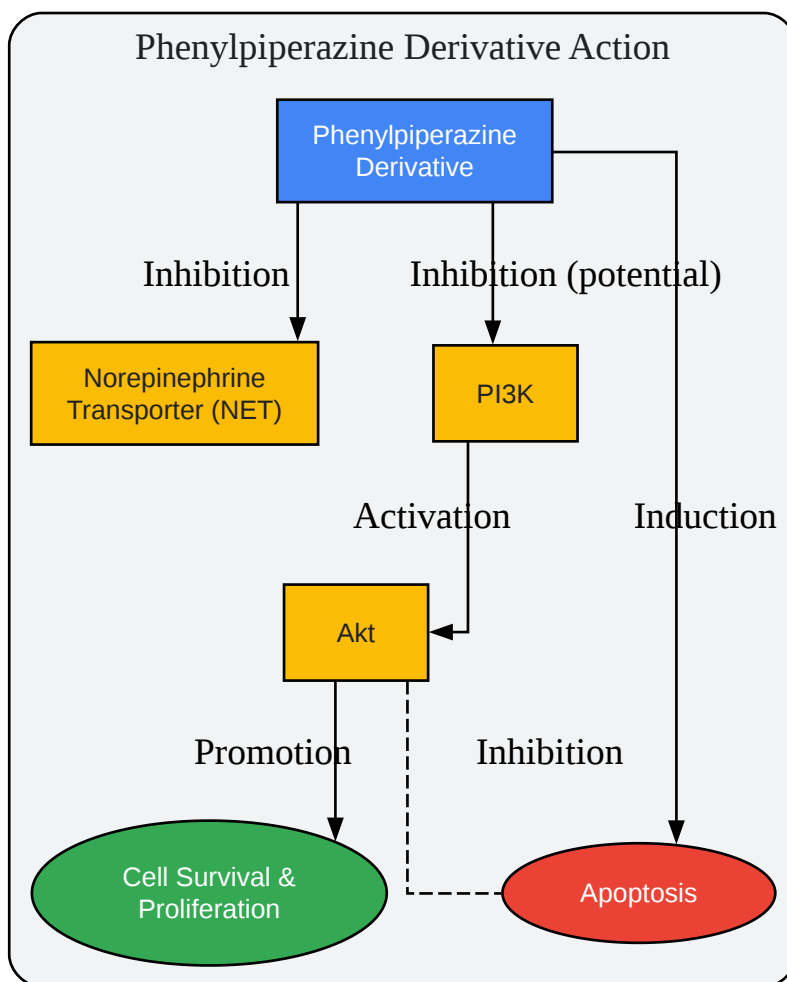 Phenylpiperazine Derivative Action
Phenylpiperazine
Derivative
Inhibition
Inhibition (potential)
Norepinephrine
Transporter (NET)
PI3K
Activation
Induction
Akt
Promotion
Inhibition
Cell Survival &
Proliferation
Apoptosis